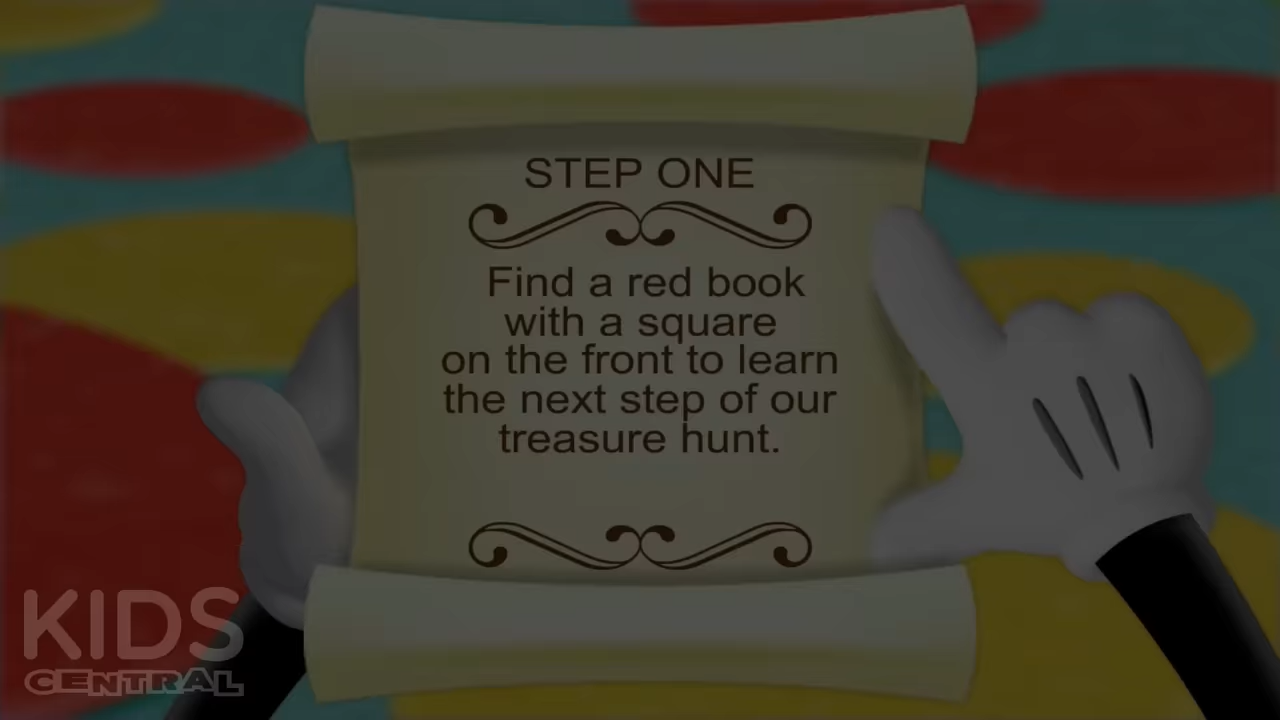 STEP ONE
Find a red book
with a square
on the front to learn
the next step of our
treasure hunt.
KIDS
CENTRAL